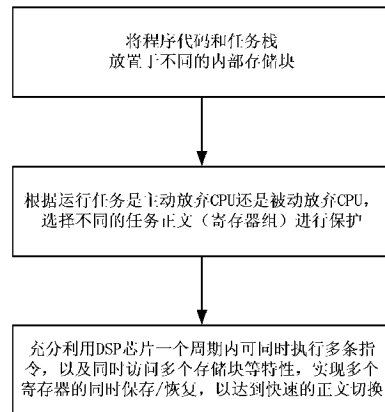 将程序代码和任务栈
放置于不同的内部存储块
根据运行任务是主动放弃CPU还是被动放弃CPU，
选择不同的任务正文（寄存器组）进行保护
充分利用DSP芯片一个周期内可同时执行多条指
令，以及同时访问多个存储块等特性，实现多个
寄存器的同时保存/恢复，以达到快速的正文切换